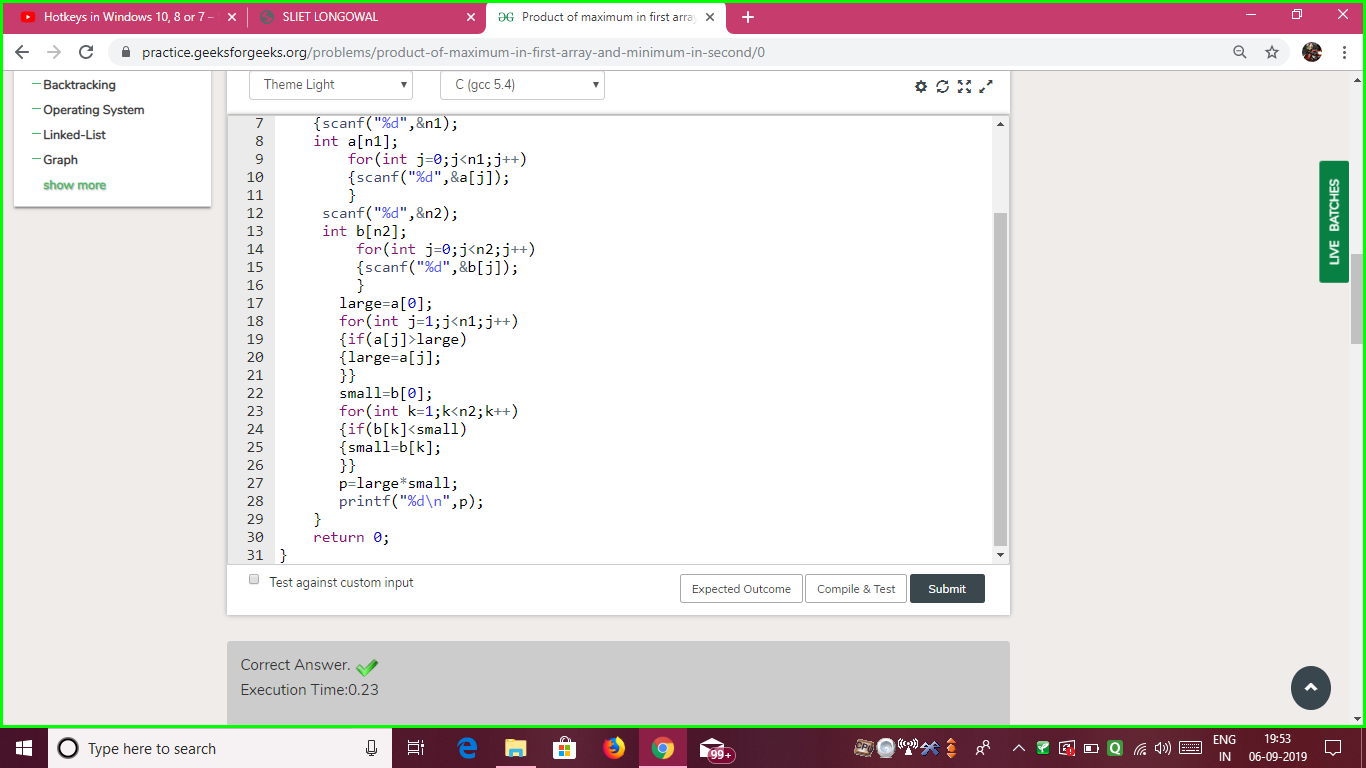 Hotkeys in Windows 10, 8 or 7 –
SLIET LONGOWAL
Product of maximum in first array
practice.geeksforgeeks.org/problems/product-of-maximum-in-first-array-and-minimum-in-second/0
Backtracking
Operating System
Linked-List
Graph
show more
Theme Light
C (gcc 5.4)
7 {scanf("%d",&n1);
8 int a[n1];
9 for(int j=0;j<n1;j++)
10 {scanf("%d",&a[j]);
11 }
12 scanf("%d",&n2);
13 int b[n2];
14 for(int j=0;j<n2;j++)
15 {scanf("%d",&b[j]);
16 }
17 large=a[0];
18 for(int j=1;j<n1;j++)
19 {if(a[j]>large)
20 {large=a[j];
21 }}
22 small=b[0];
23 for(int k=1;k<n2;k++)
24 {if(b[k]<small)
25 {small=b[k];
26 }}
27 p=large*small;
28 printf("%d\n",p);
29 }
30 return 0;
31 }
Test against custom input
Expected Outcome
Compile & Test
Submit
Correct Answer.
Execution Time:0.23
LIVE BATCHES
Type here to search
99+
ENG
IN
19:53
06-09-2019